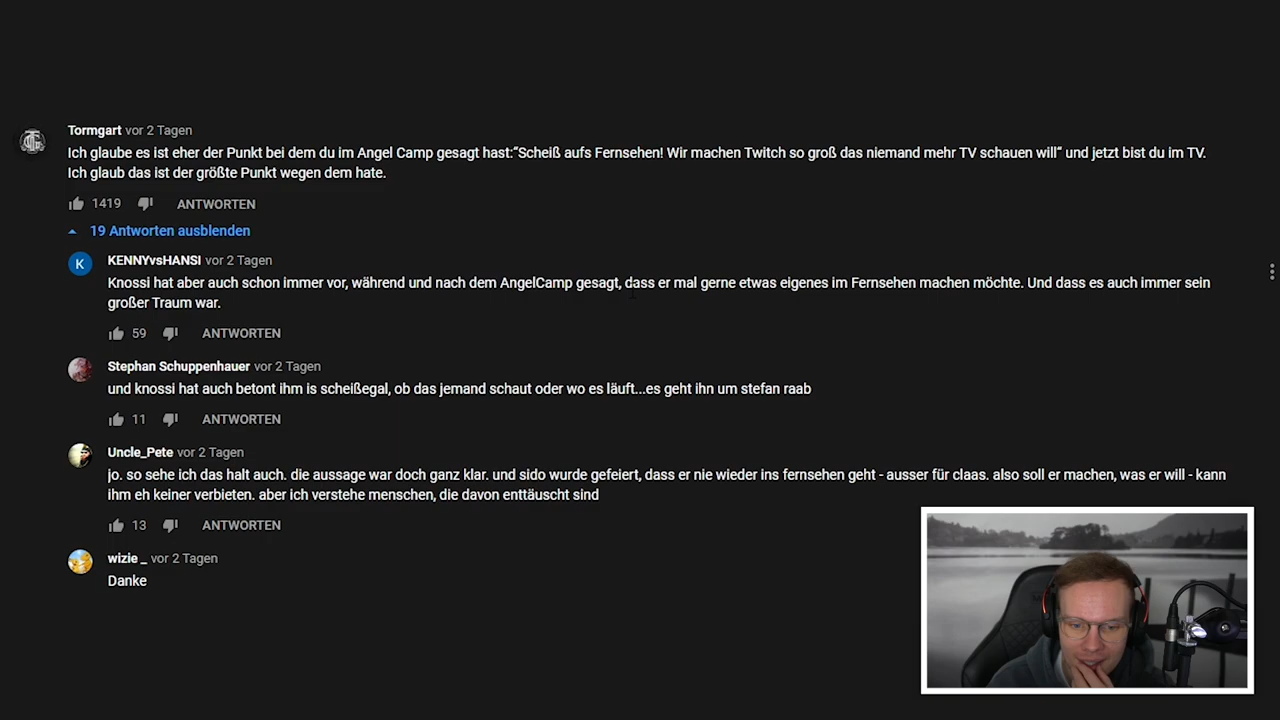 Tormgart vor 2 Tagen
Ich glaube es ist eher der Punkt bei dem du im Angel Camp gesagt hast:“Scheiß aufs Fernsehen! Wir machen Twitch so groß das niemand mehr TV schauen will“ und jetzt bist du im TV.
Ich glaub das ist der größte Punkt wegen dem hate.
1419 ANTWORTEN
19 Antworten ausblenden
K
KENNYvsHANSI vor 2 Tagen
Knossi hat aber auch schon immer vor, während und nach dem AngelCamp gesagt, dass er mal gerne etwas eigenes im Fernsehen machen möchte. Und dass es auch immer sein
großer Traum war.
59 ANTWORTEN
Stephan Schuppenhauer vor 2 Tagen
und knossi hat auch betont ihm is scheißegal, ob das jemand schaut oder wo es läuft...es geht ihn um stefan raab
11 ANTWORTEN
Uncle_Pete vor 2 Tagen
jo. so sehe ich das halt auch. die aussage war doch ganz klar. und sido wurde gefeiert, dass er nie wieder ins fernsehen geht - ausser für claas. also soll er machen, was er will - kann
ihm eh keiner verbieten. aber ich verstehe menschen, die davon enttäuscht sind
13 ANTWORTEN
wizie _ vor 2 Tagen
Danke